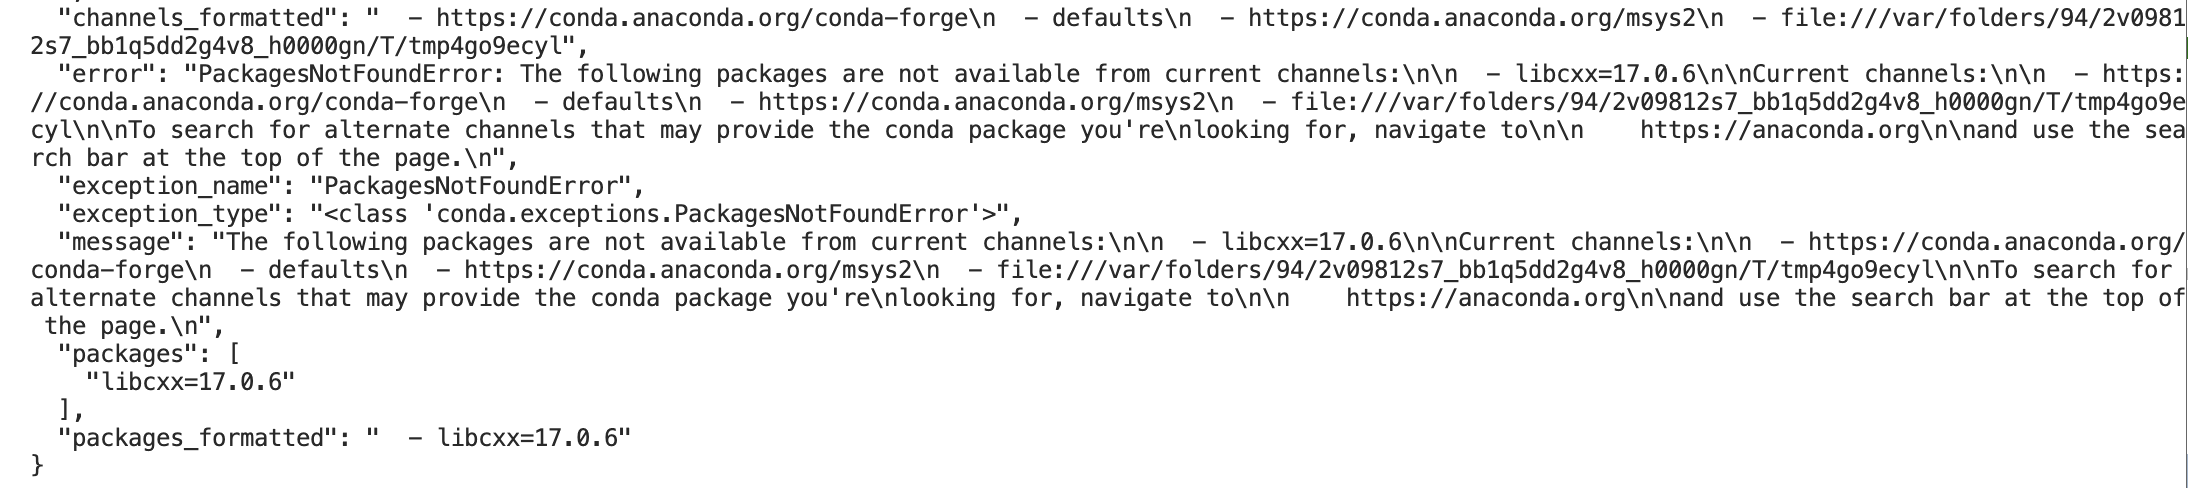 "channels_formatted": "  - https://conda.anaconda.org/conda-forge\n  - defaults\n  - https://conda.anaconda.org/msys2\n  - file:///var/folders/94/2v0981
2s7_bb1q5dd2g4v8_h0000gn/T/tmp4go9ecyl",
  "error": "PackagesNotFoundError: The following packages are not available from current channels:\n\n  - libcxx=17.0.6\n\nCurrent channels:\n\n  - https:
//conda.anaconda.org/conda-forge\n  - defaults\n  - https://conda.anaconda.org/msys2\n  - file:///var/folders/94/2v09812s7_bb1q5dd2g4v8_h0000gn/T/tmp4go9e
cyl\n\nTo search for alternate channels that may provide the conda package you're\nlooking for, navigate to\n\n    https://anaconda.org\n\nand use the sea
rch bar at the top of the page.\n",
  "exception_name": "PackagesNotFoundError",
  "exception_type": "<class 'conda.exceptions.PackagesNotFoundError'>",
  "message": "The following packages are not available from current channels:\n\n  - libcxx=17.0.6\n\nCurrent channels:\n\n  - https://conda.anaconda.org/
conda-forge\n  - defaults\n  - https://conda.anaconda.org/msys2\n  - file:///var/folders/94/2v09812s7_bb1q5dd2g4v8_h0000gn/T/tmp4go9ecyl\n\nTo search for
alternate channels that may provide the conda package you're\nlooking for, navigate to\n\n    https://anaconda.org\n\nand use the search bar at the top of
 the page.\n",
  "packages": [
    "libcxx=17.0.6"
  ],
  "packages_formatted": "  - libcxx=17.0.6"
}